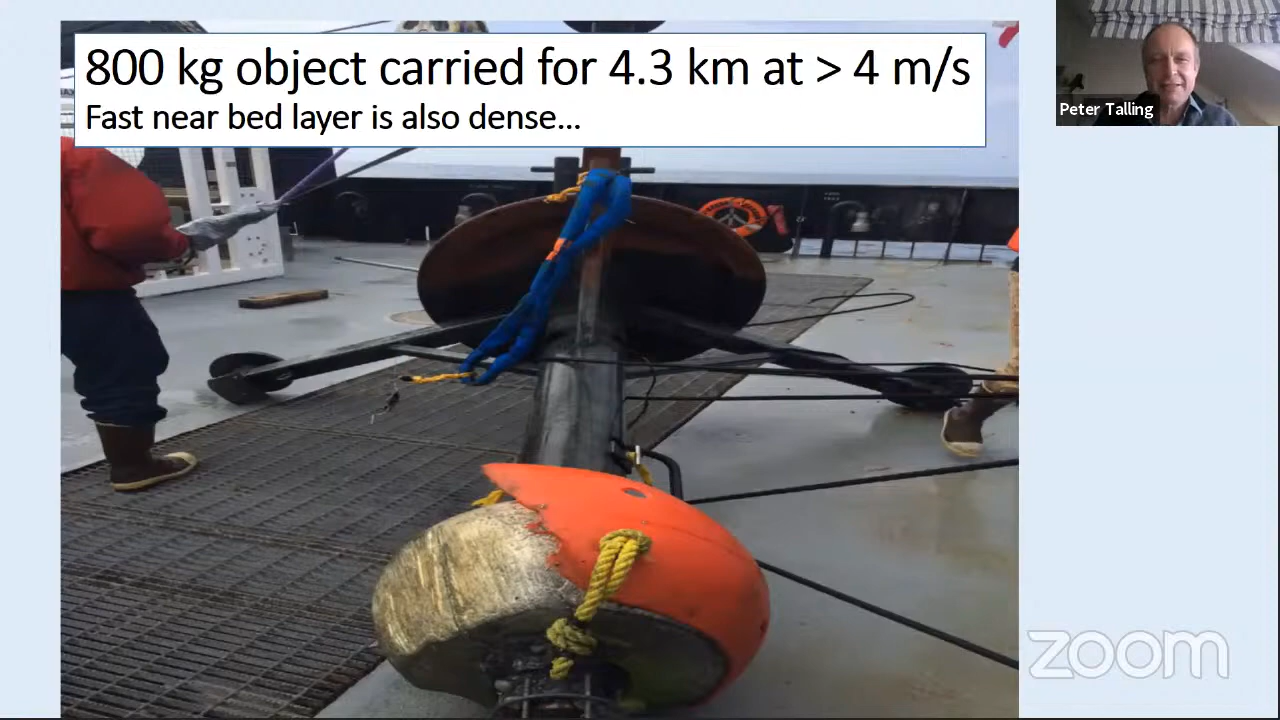 800 kg object carried for 4.3 km at > 4 m/s
Fast near bed layer is also dense...
Peter Talling
zoom